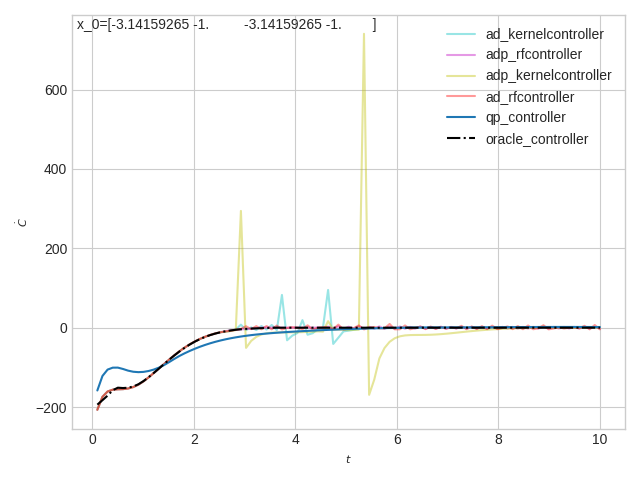 x_0=[-3.14159265 -1. -3.14159265 -1. ]
ad_kernelcontroller
adp_rfcontroller
adp_kernelcontroller
ad_rfcontroller
qp_controller
oracle_controller
600
400
200
0
−200
Ċ
0 2 4 6 8 10
t